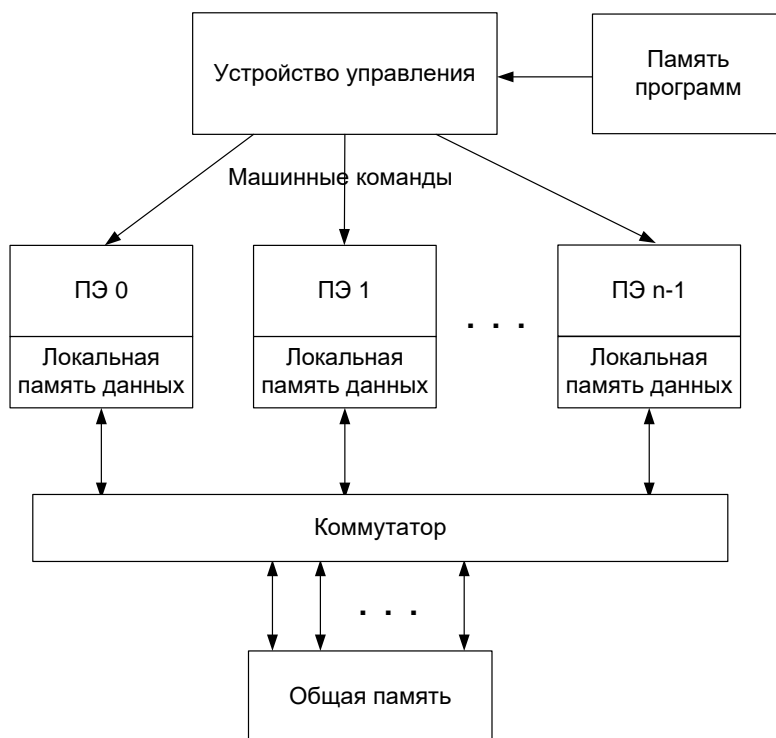 Устройство управления
Память
программ
Машинные команды
ПЭ 0
ПЭ 1
. . .
ПЭ n-1
Локальная
память данных
Локальная
память данных
Локальная
память данных
Коммутатор
. . .
Общая память